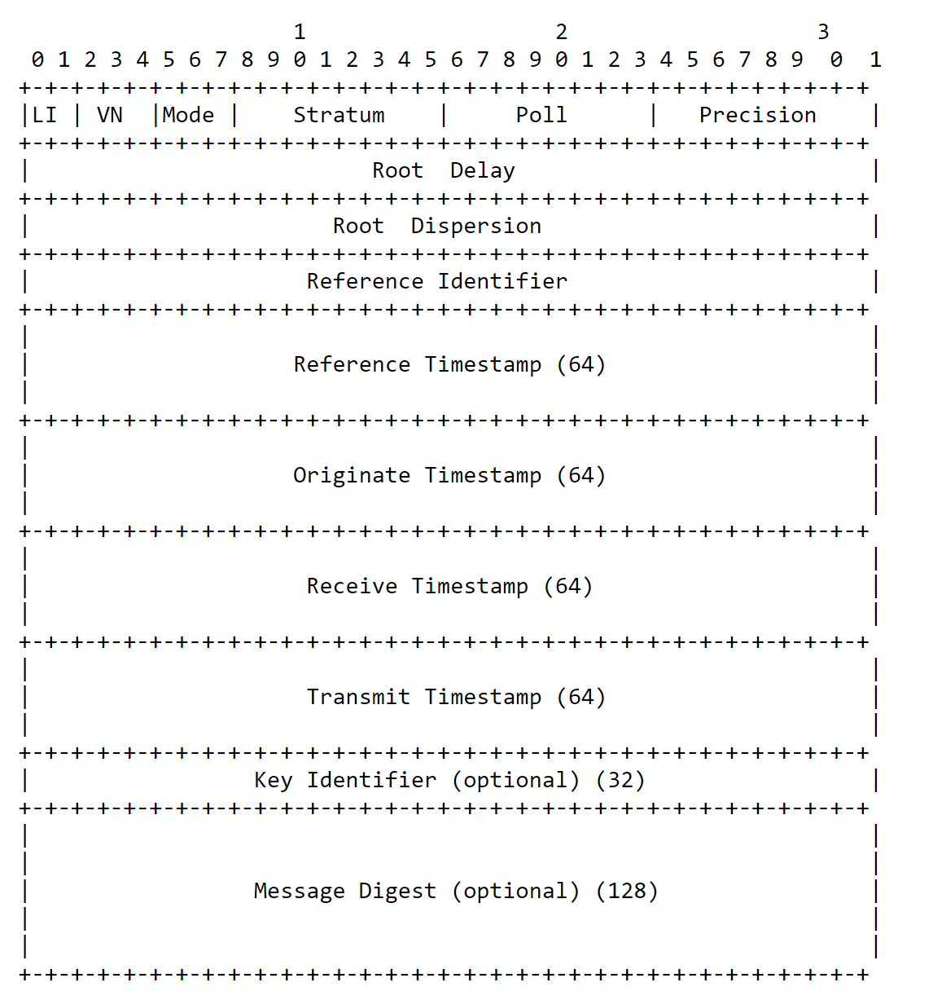 1                   2                   3
 0 1 2 3 4 5 6 7 8 9 0 1 2 3 4 5 6 7 8 9 0 1 2 3 4 5 6 7 8 9  0  1
+-+-+-+-+-+-+-+-+-+-+-+-+-+-+-+-+-+-+-+-+-+-+-+-+-+-+-+-+-+-+-+-+
|LI | VN  |Mode |    Stratum    |     Poll      |   Precision    |
+-+-+-+-+-+-+-+-+-+-+-+-+-+-+-+-+-+-+-+-+-+-+-+-+-+-+-+-+-+-+-+-+
|                          Root  Delay                           |
+-+-+-+-+-+-+-+-+-+-+-+-+-+-+-+-+-+-+-+-+-+-+-+-+-+-+-+-+-+-+-+-+
|                       Root  Dispersion                         |
+-+-+-+-+-+-+-+-+-+-+-+-+-+-+-+-+-+-+-+-+-+-+-+-+-+-+-+-+-+-+-+-+
|                     Reference Identifier                       |
+-+-+-+-+-+-+-+-+-+-+-+-+-+-+-+-+-+-+-+-+-+-+-+-+-+-+-+-+-+-+-+-+
|                                                                |
|                    Reference Timestamp (64)                    |
|                                                                |
+-+-+-+-+-+-+-+-+-+-+-+-+-+-+-+-+-+-+-+-+-+-+-+-+-+-+-+-+-+-+-+-+
|                                                                |
|                    Originate Timestamp (64)                    |
|                                                                |
+-+-+-+-+-+-+-+-+-+-+-+-+-+-+-+-+-+-+-+-+-+-+-+-+-+-+-+-+-+-+-+-+
|                                                                |
|                     Receive Timestamp (64)                     |
|                                                                |
+-+-+-+-+-+-+-+-+-+-+-+-+-+-+-+-+-+-+-+-+-+-+-+-+-+-+-+-+-+-+-+-+
|                                                                |
|                     Transmit Timestamp (64)                    |
|                                                                |
+-+-+-+-+-+-+-+-+-+-+-+-+-+-+-+-+-+-+-+-+-+-+-+-+-+-+-+-+-+-+-+-+
|                 Key Identifier (optional) (32)                 |
+-+-+-+-+-+-+-+-+-+-+-+-+-+-+-+-+-+-+-+-+-+-+-+-+-+-+-+-+-+-+-+-+
|                                                                |
|                                                                |
|                 Message Digest (optional) (128)                |
|                                                                |
|                                                                |
+-+-+-+-+-+-+-+-+-+-+-+-+-+-+-+-+-+-+-+-+-+-+-+-+-+-+-+-+-+-+-+-+